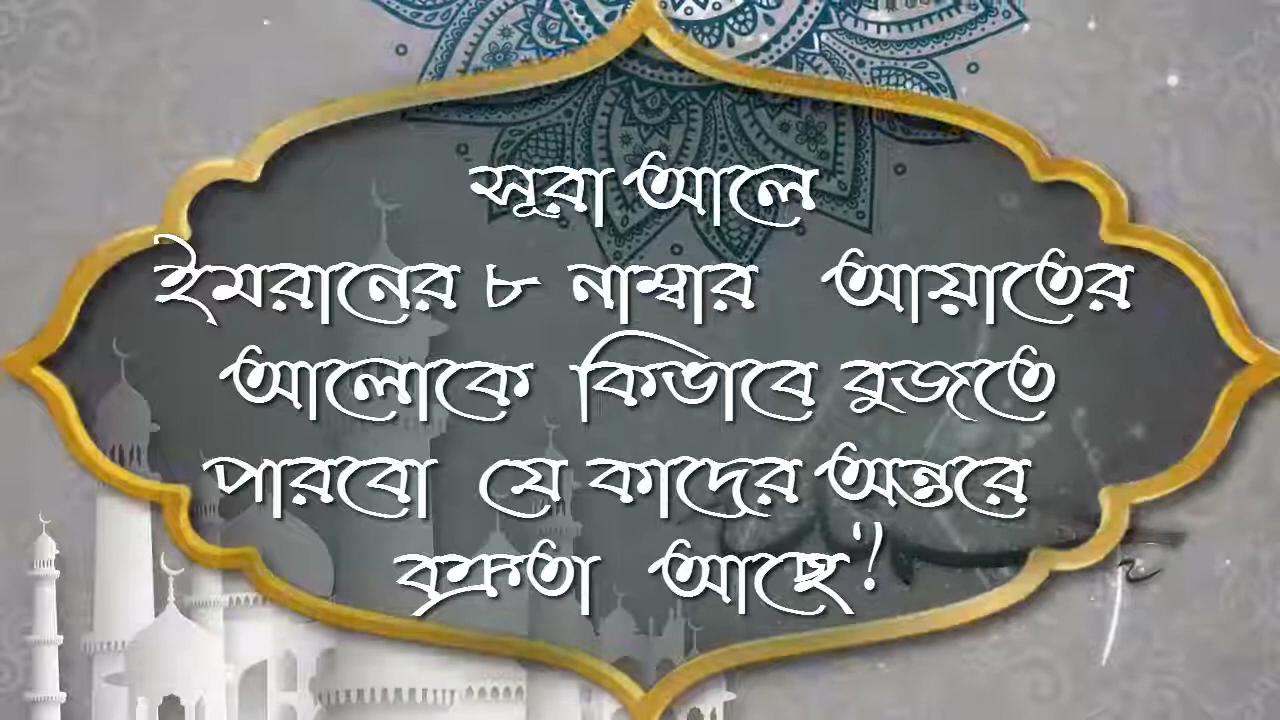 সূরা আলে
ইমরানের ৮ নাম্বার আয়াতের
আলোকে কিভাবে বুজতে
পারবো যে কাদের অন্তরে
বক্রতা আছে?